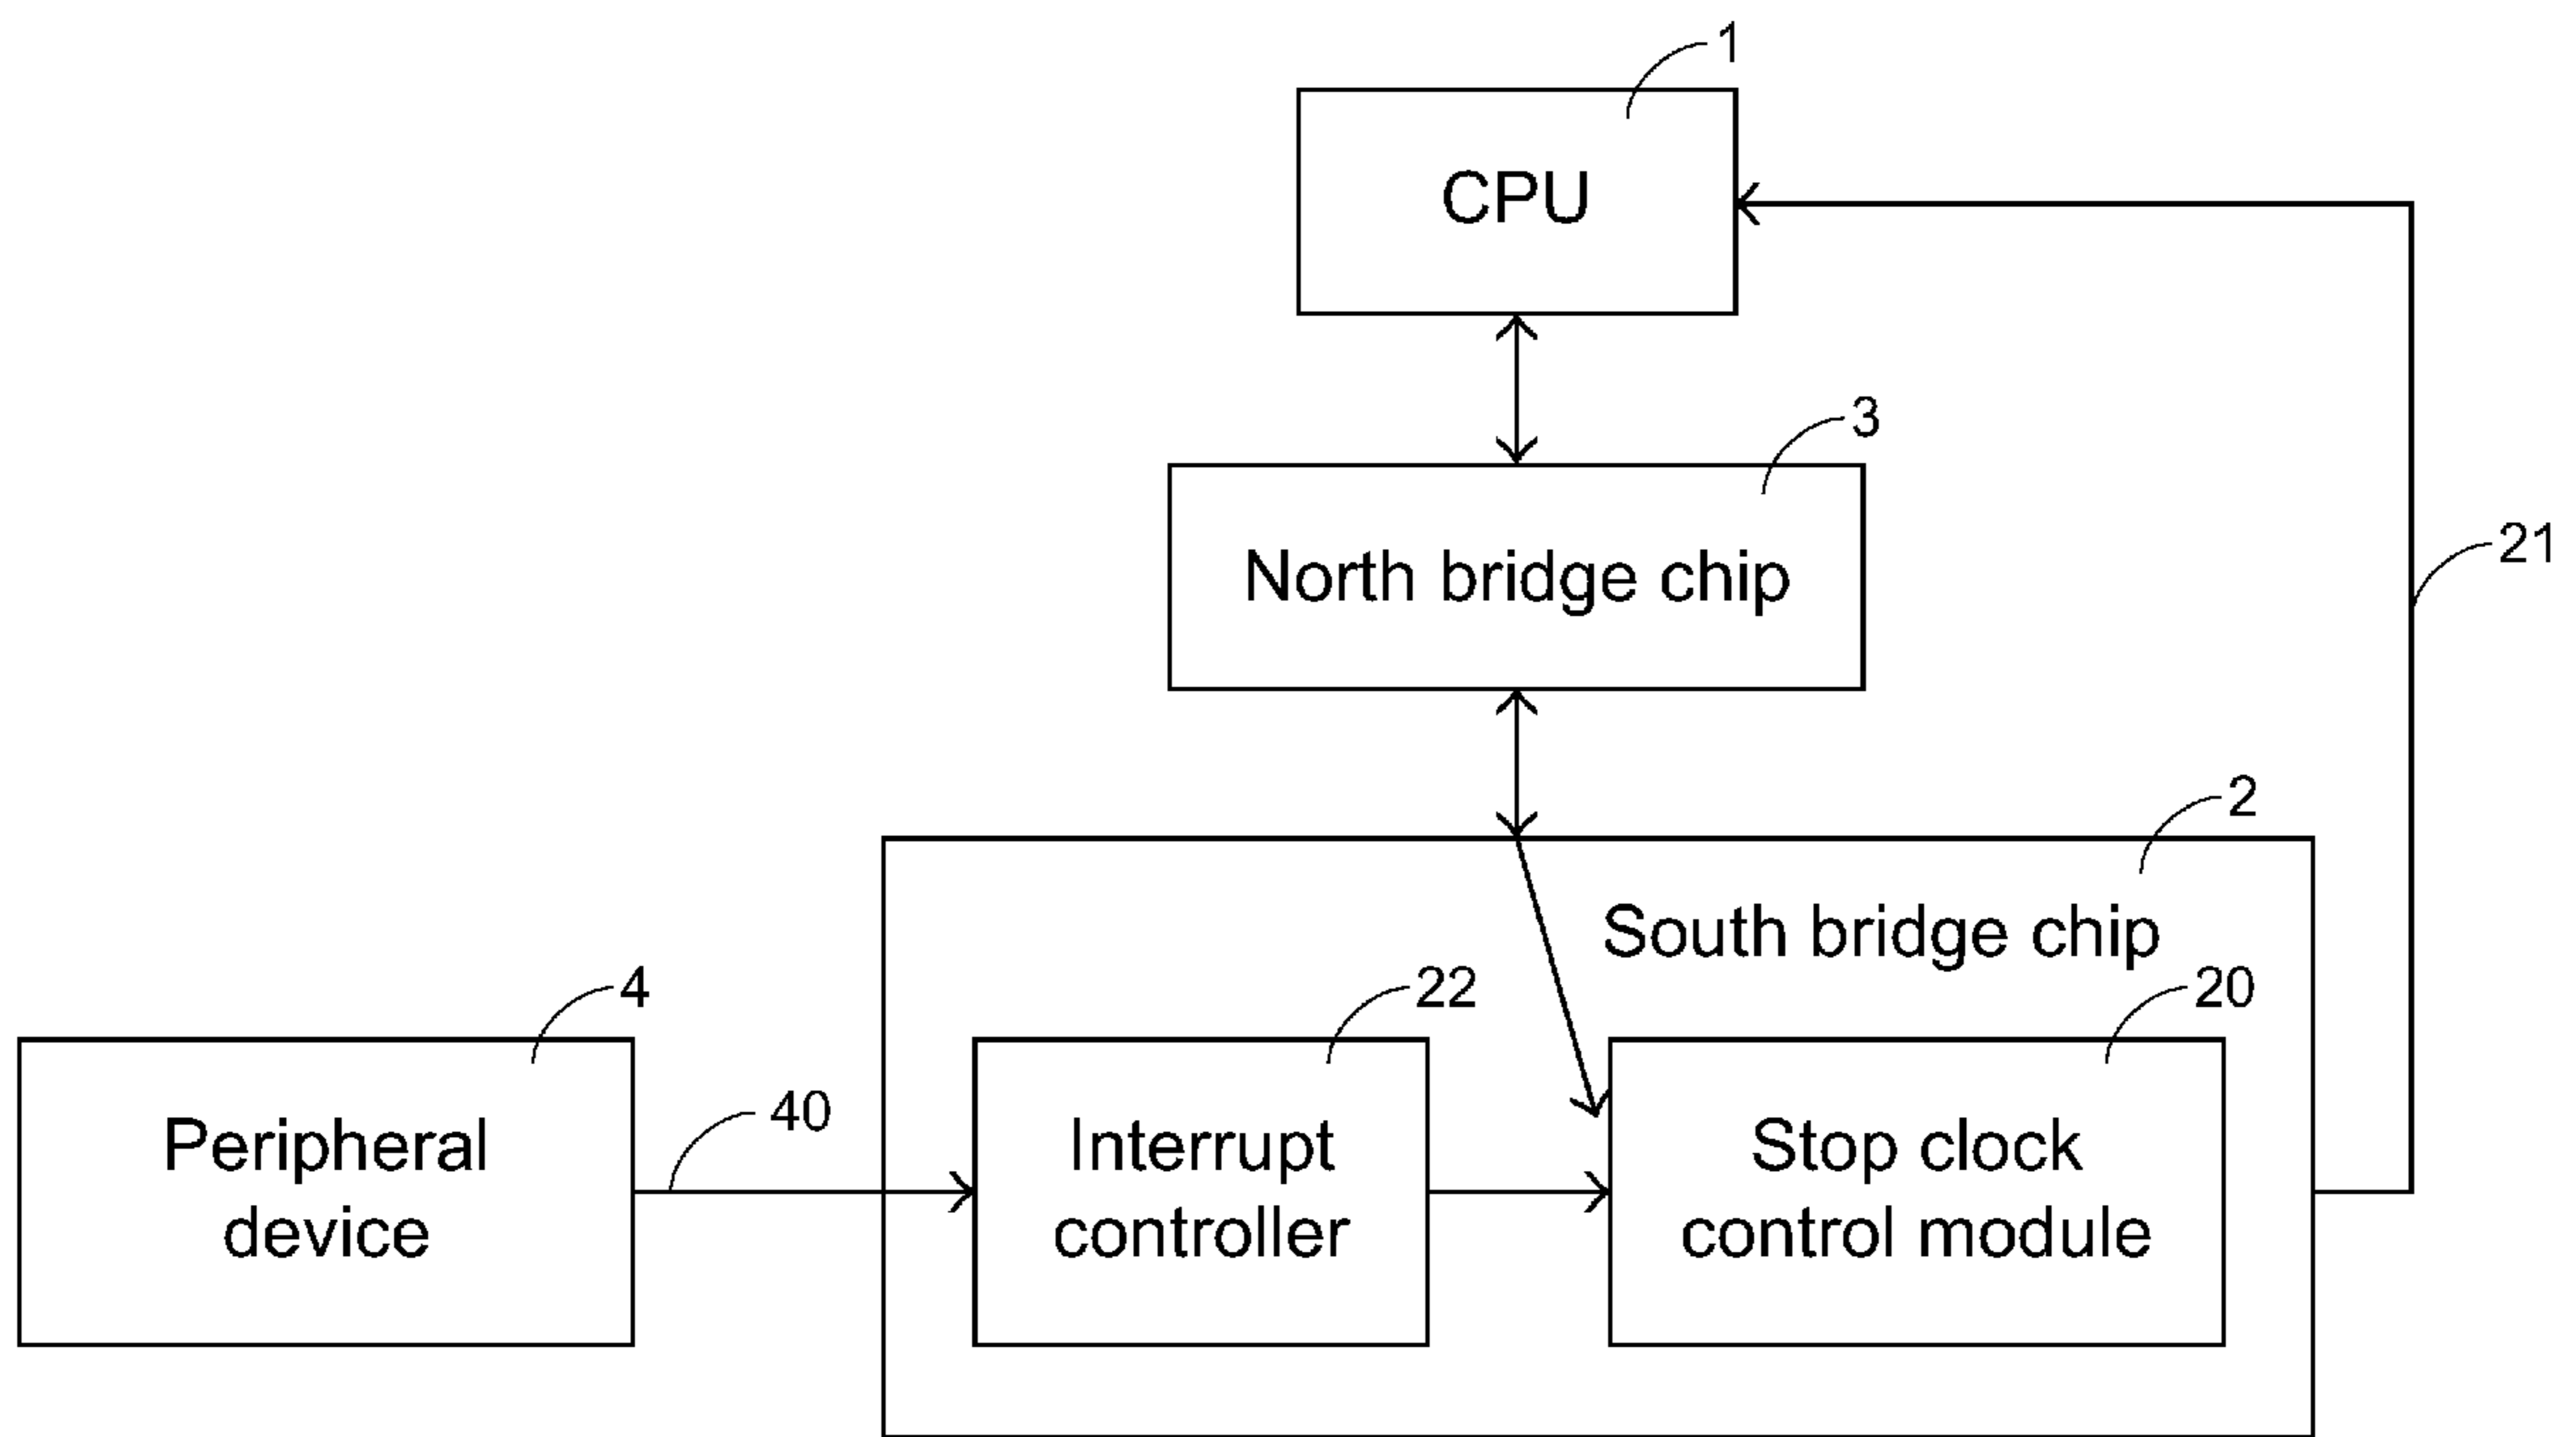 1
CPU
3
North bridge chip
21
2
South bridge chip
4
22
20
40
Peripheral
device
Interrupt
controller
Stop clock
control module